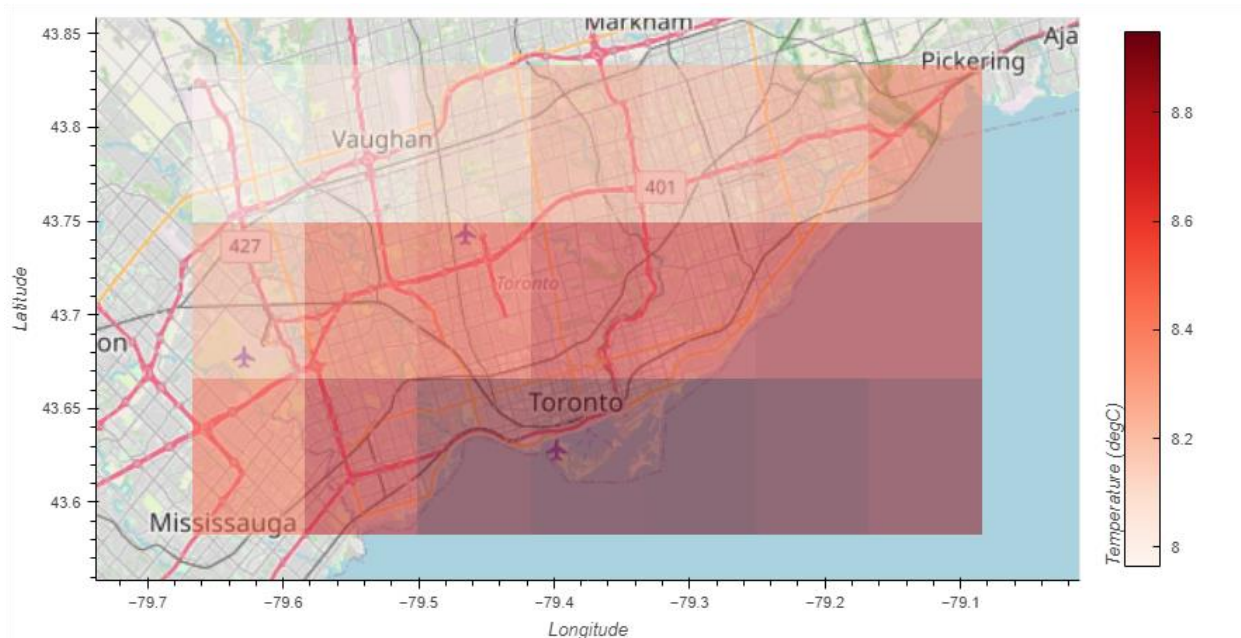 Markham
Aja
Pickering
Vaughan
401
427
Toronto
on
Toronto
Mississauga
43.85
43.8
43.75
43.7
43.65
43.6
Latitude
−79.7 −79.6 −79.5 −79.4 −79.3 −79.2 −79.1
Longitude
8.8
8.6
8.4
8.2
8
Temperature (degC)